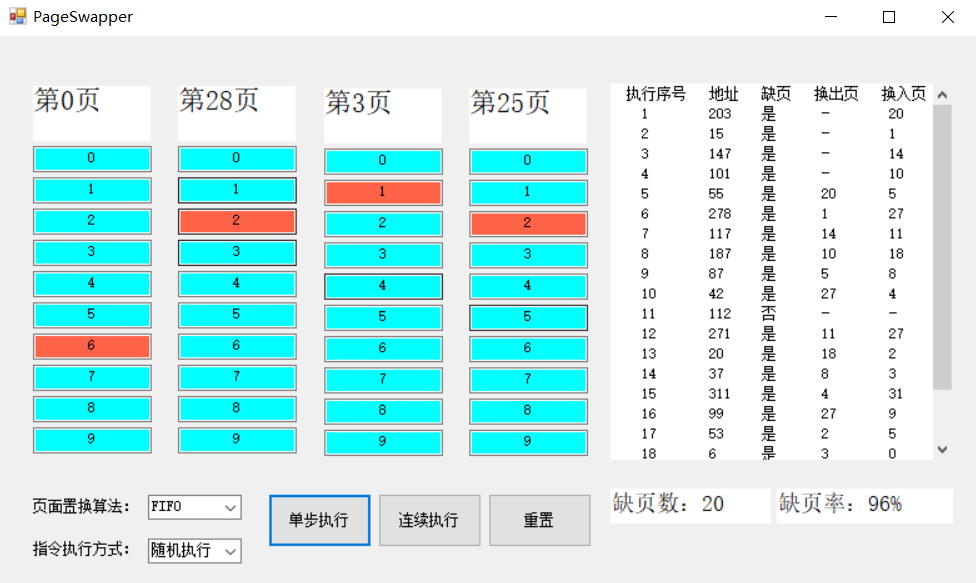 PageSwapper
第0页 第28页 第3页 第25页
0 0 0 0
1 1 1 1
2 2 2 2
3 3 3 3
4 4 4 4
5 5 5 5
6 6 6 6
7 7 7 7
8 8 8 8
9 9 9 9
执行序号 地址 缺页 换出页 换入页
1 203 是 - 20
2 15 是 - 1
3 147 是 - 14
4 101 是 - 10
5 55 是 20 5
6 278 是 1 27
7 117 是 14 11
8 187 是 10 18
9 87 是 5 8
10 42 是 27 4
11 112 否 - -
12 271 是 11 27
13 20 是 18 2
14 37 是 8 3
15 311 是 4 31
16 99 是 27 9
17 53 是 2 5
18 6 是 3 0
缺页数: 20 缺页率: 96%
页面置换算法: FIFO
单步执行 连续执行 重置
指令执行方式: 随机执行